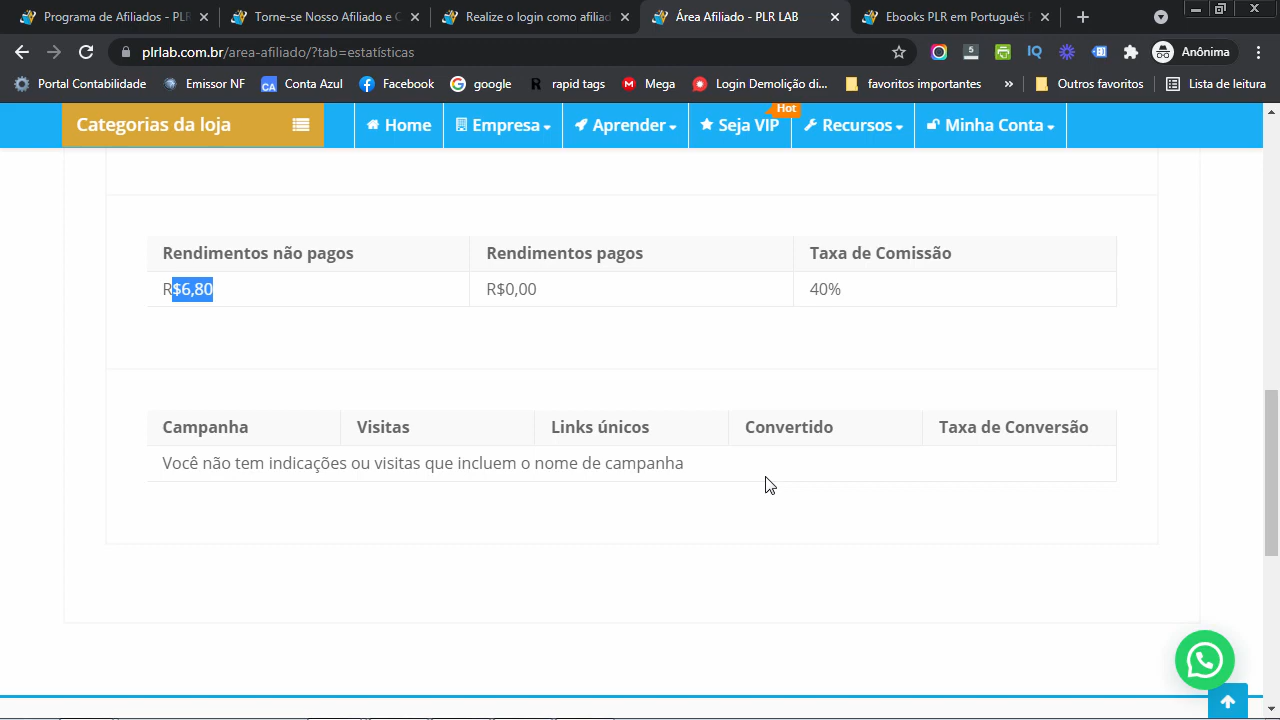 Programa de Afiliados - PLR
Torne-se Nosso Afiliado e C
Realize o login como afiliad
Área Afiliado - PLR LAB
Ebooks PLR em Português
plrlab.com.br/area-afiliado/?tab=estatísticas
5
IQ
Anônima
Portal Contabilidade
Emissor NF
CA
Conta Azul
Facebook
google
R
rapid tags
Mega
Login Demolição di...
favoritos importantes
»
Outros favoritos
Lista de leitura
Categorias da loja
Home
Empresa
Aprender
Hot
Seja VIP
Recursos
Minha Conta
Rendimentos não pagos
Rendimentos pagos
Taxa de Comissão
R$6,80
R$0,00
40%
Campanha
Visitas
Links únicos
Convertido
Taxa de Conversão
Você não tem indicações ou visitas que incluem o nome de campanha